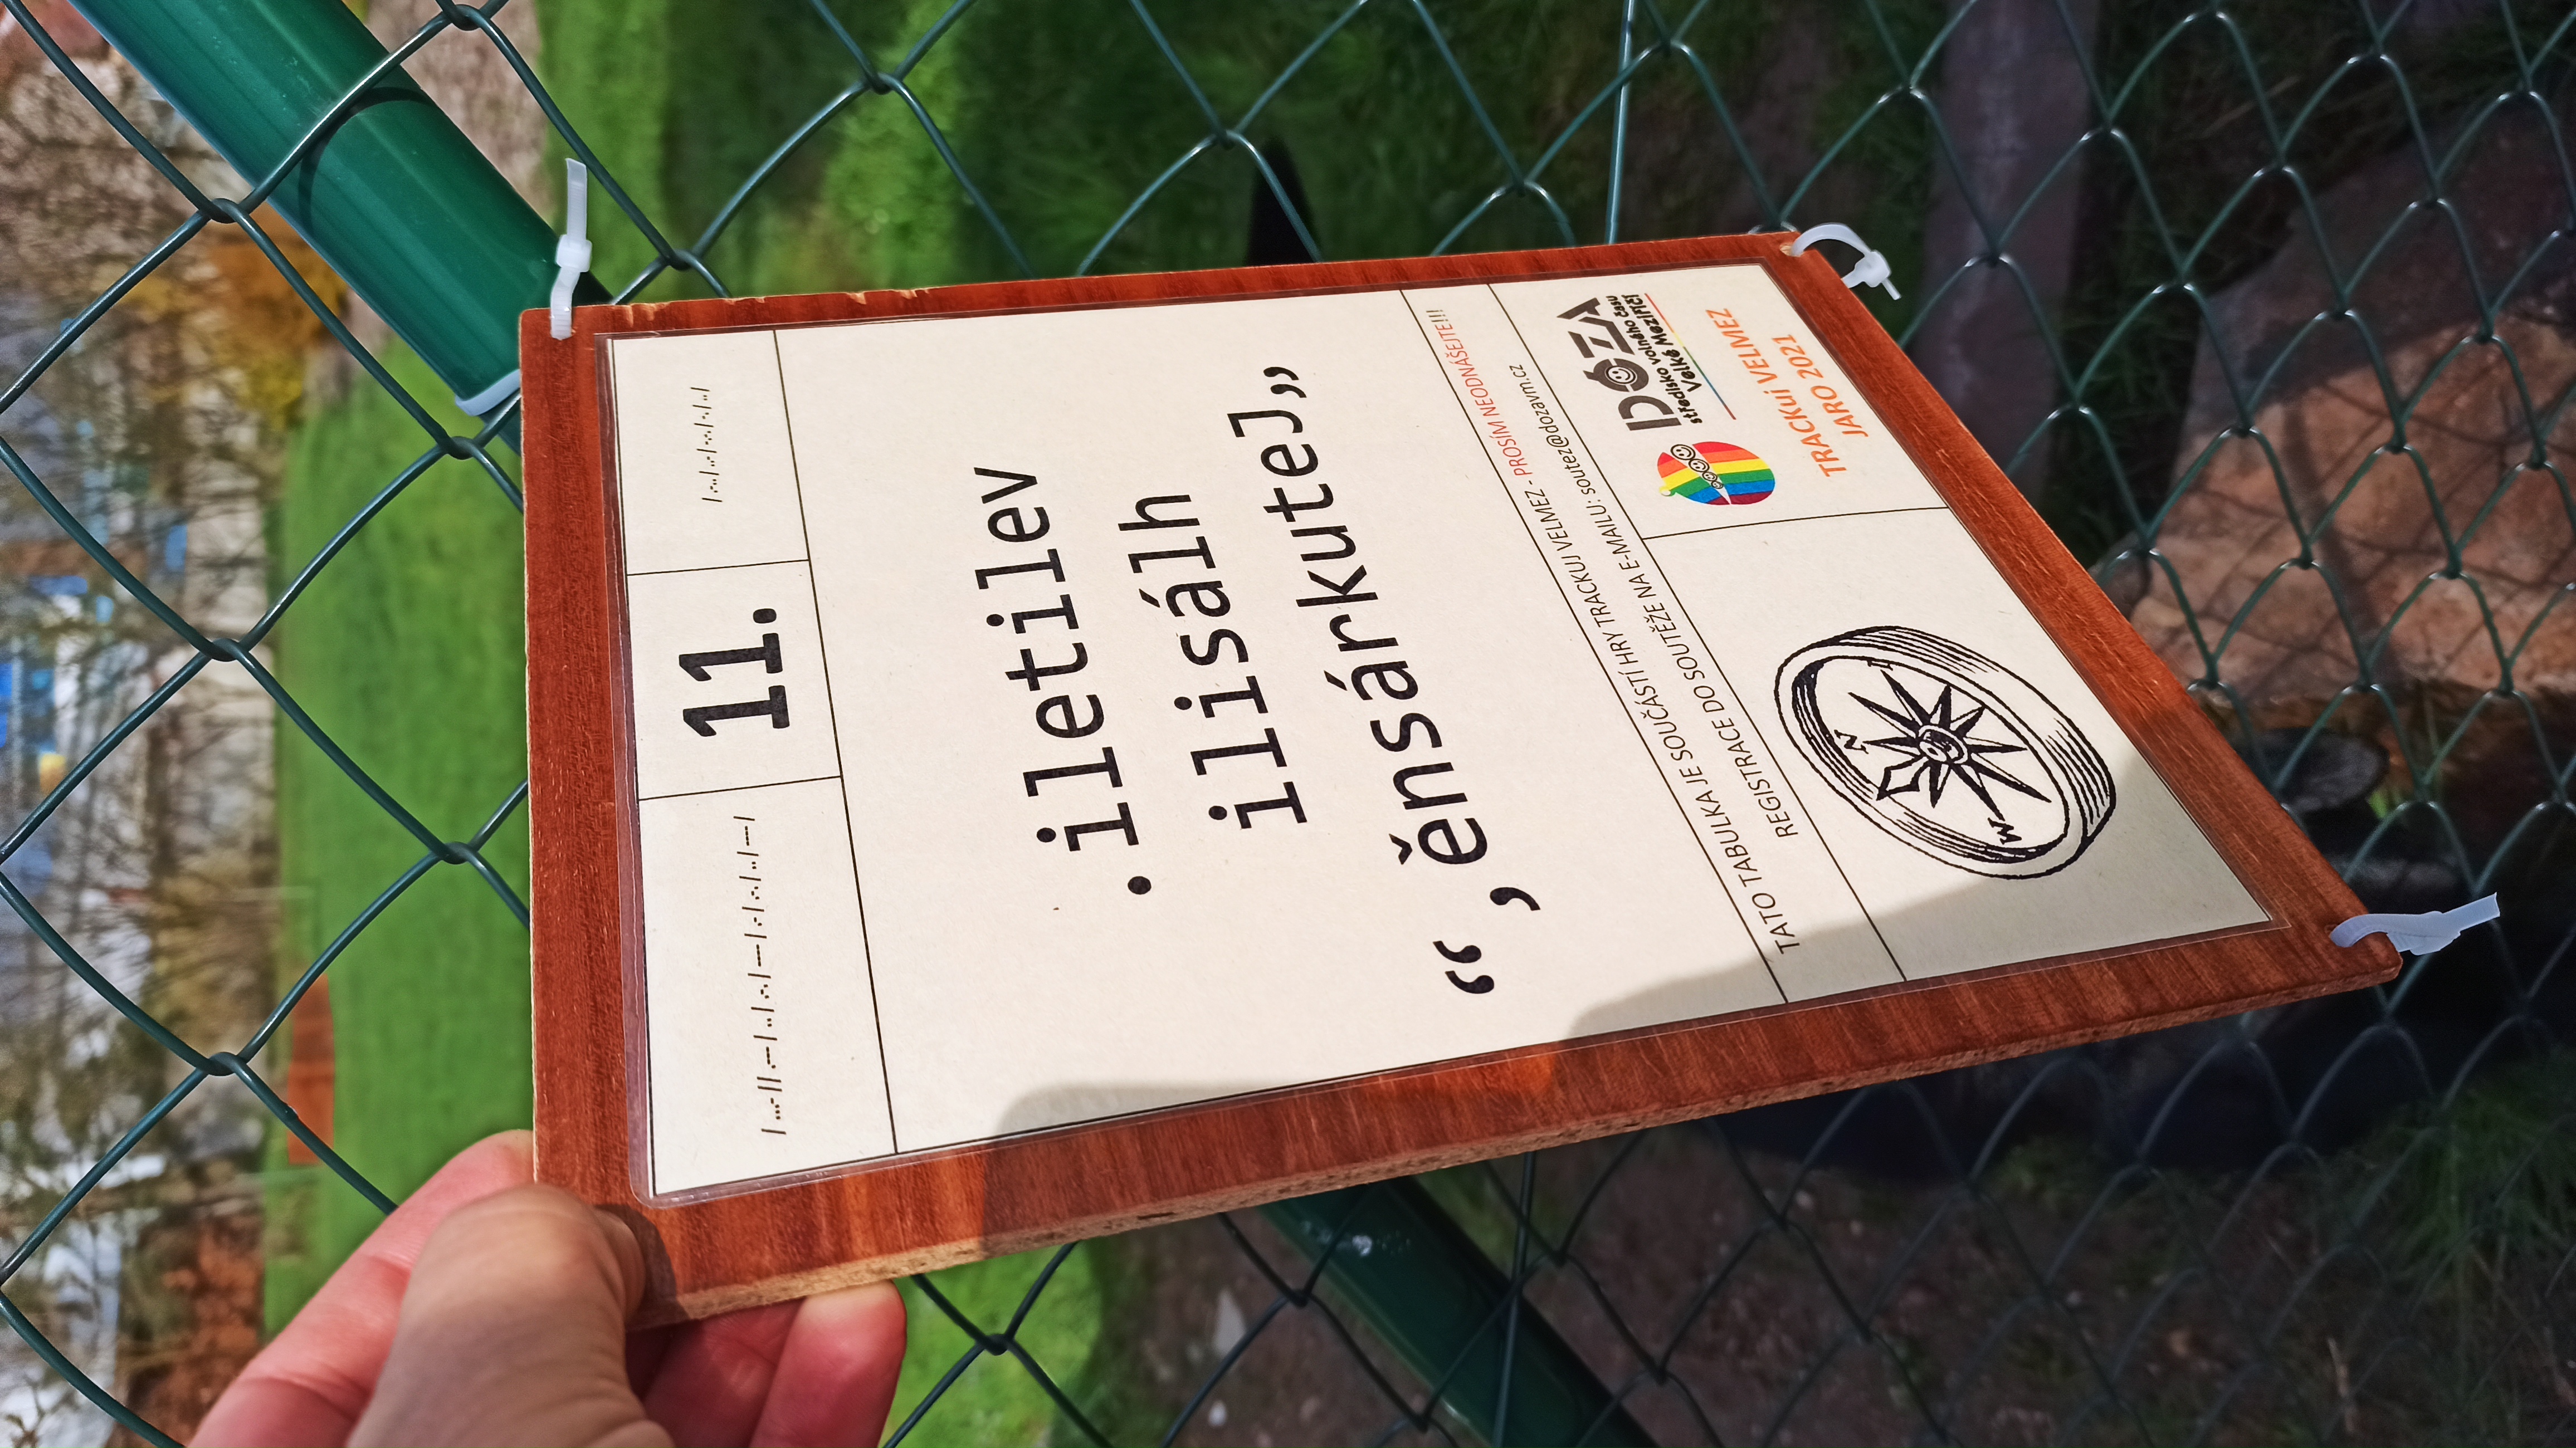 11.
.iletilev
ilisálh
“,ěnsárkuteJ”
TATO TABULKA JE SOUČÁSTÍ HRY TRACKUJ VELMEZ - PROSÍM NEODNÁŠEJTE!!!
REGISTRACE DO SOUTĚŽE NA E-MAILU: soutez@dozavm.cz
DÓZA
středisko volného času
Velké Meziříčí
TRACKuj VELMEZ
JARO 2021
N
W